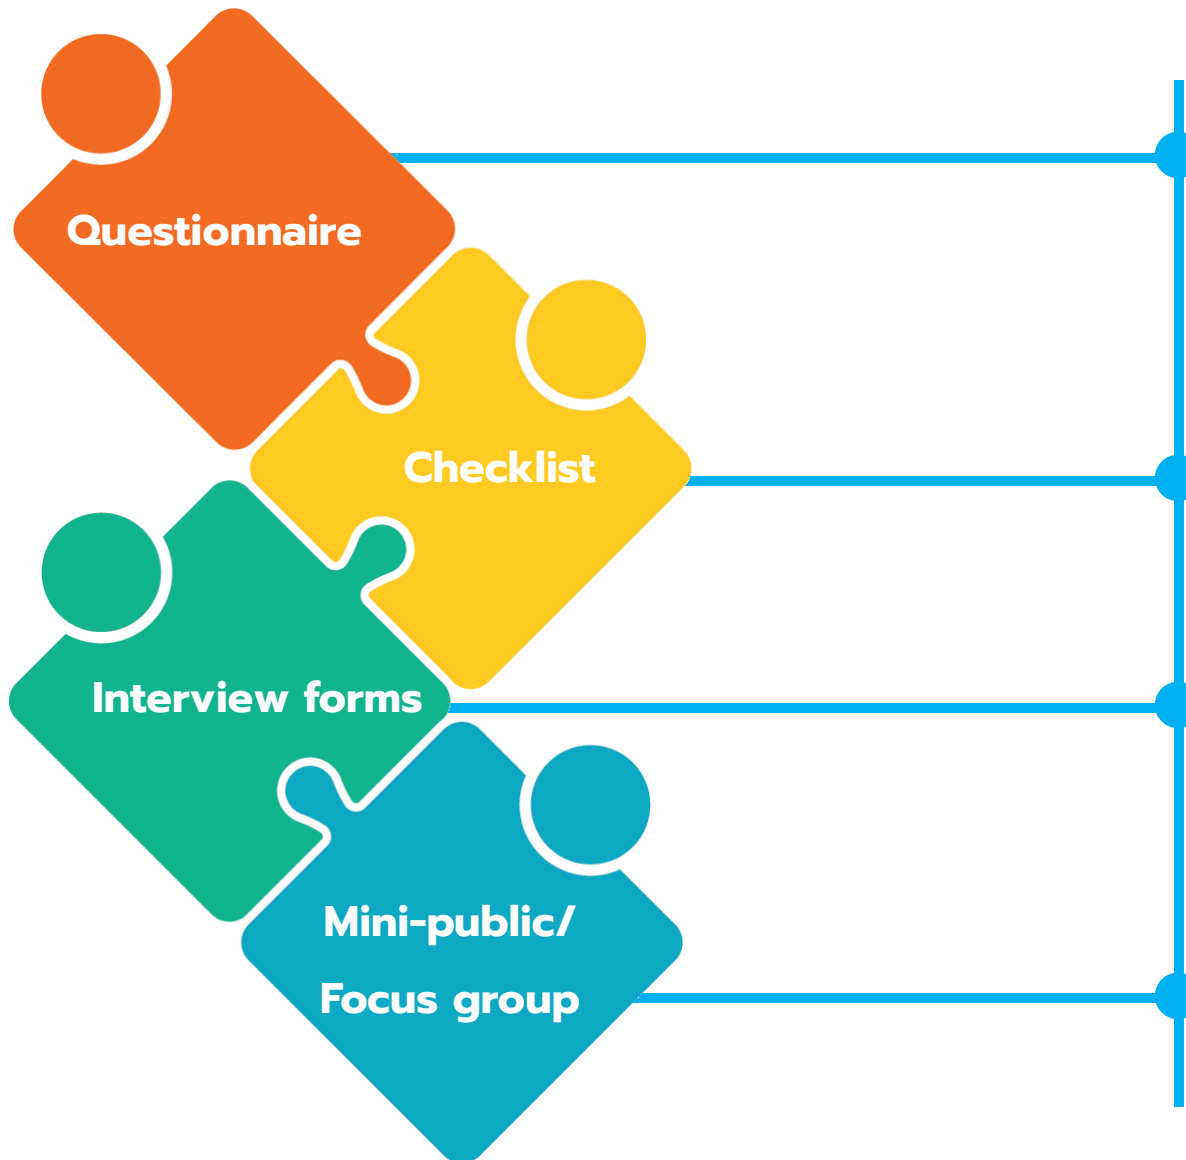 Questionnaire
Checklist
Interview forms
Mini-public/
Focus group